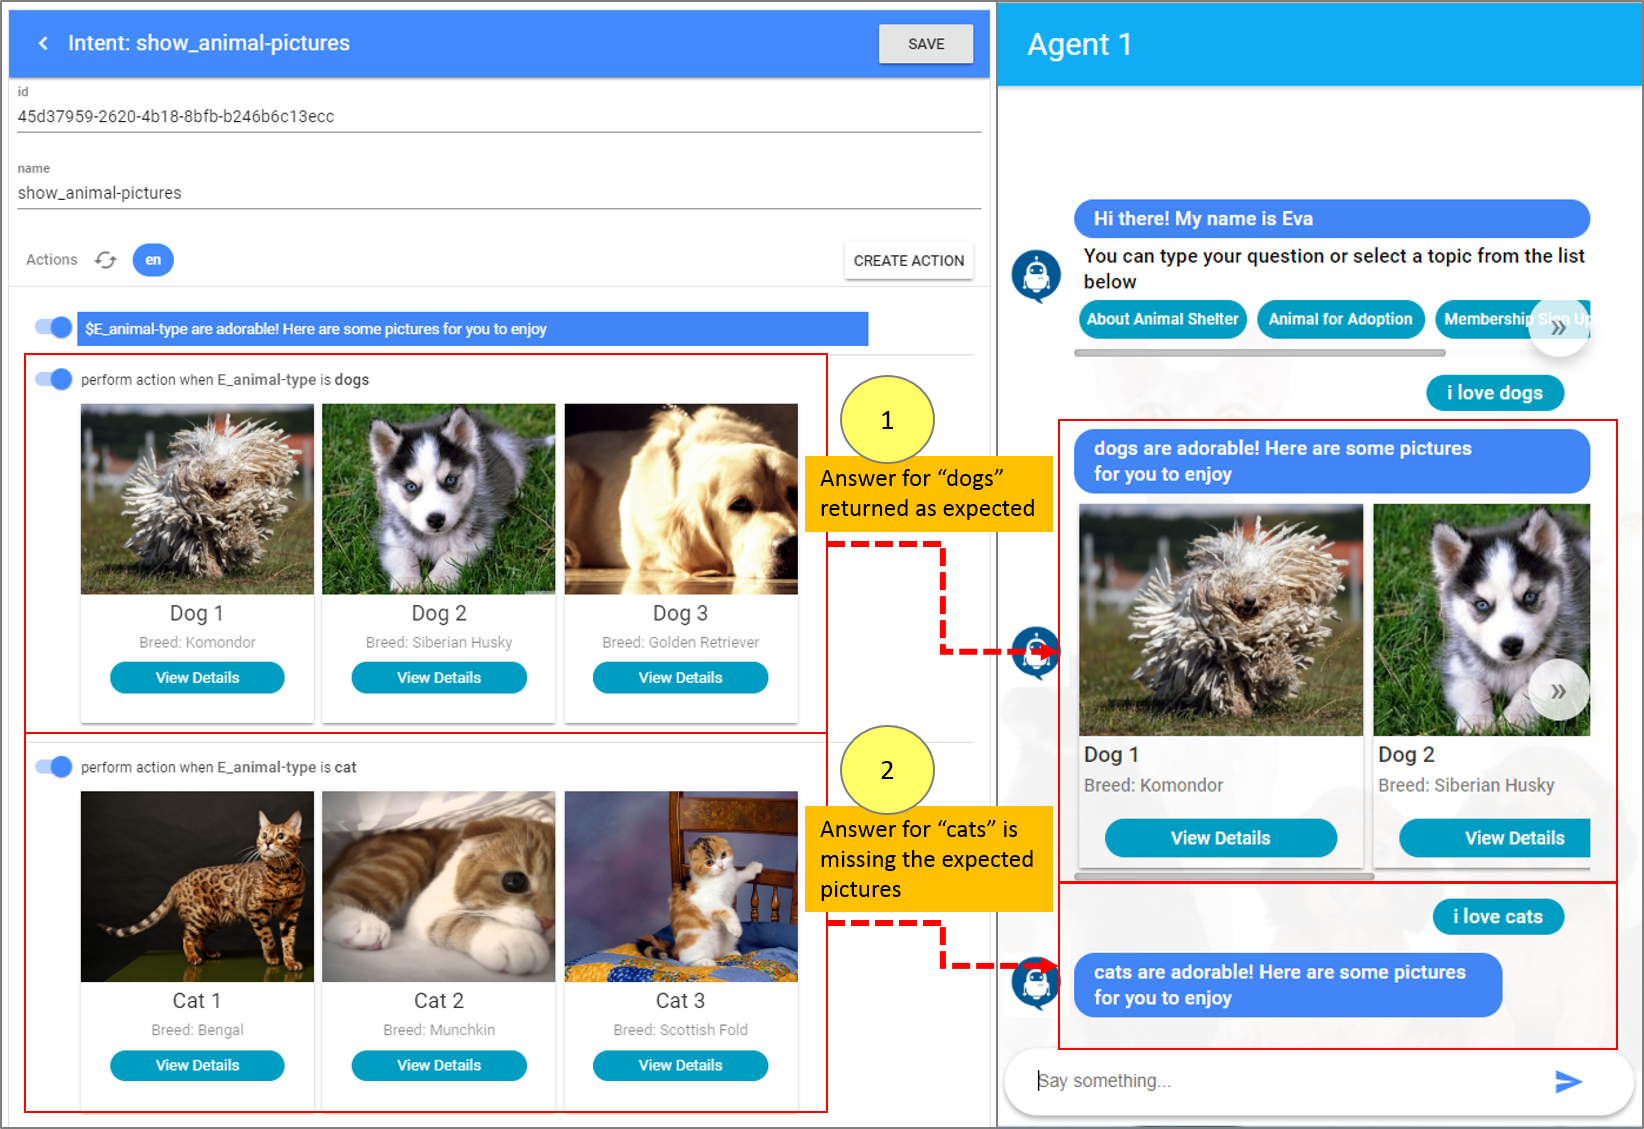 Intent: show_animal-pictures
SAVE
id
45d37959-2620-4b18-8bfb-b246b6c13ecc
name
show_animal-pictures
Actions
en
CREATE ACTION
$E_animal-type are adorable! Here are some pictures for you to enjoy
perform action when E_animal-type is dogs
Dog 1
Breed: Komondor
View Details
Dog 2
Breed: Siberian Husky
View Details
Dog 3
Breed: Golden Retriever
View Details
perform action when E_animal-type is cat
Cat 1
Breed: Bengal
View Details
Cat 2
Breed: Munchkin
View Details
Cat 3
Breed: Scottish Fold
View Details
1
Answer for “dogs”
returned as expected
2
Answer for “cats” is
missing the expected
pictures
Agent 1
Hi there! My name is Eva
You can type your question or select a topic from the list
below
About Animal Shelter
Animal for Adoption
Membership Sign Up
»
i love dogs
dogs are adorable! Here are some pictures
for you to enjoy
»
Dog 1
Breed: Komondor
View Details
Dog 2
Breed: Siberian Husky
View Details
i love cats
cats are adorable! Here are some pictures
for you to enjoy
Say something...